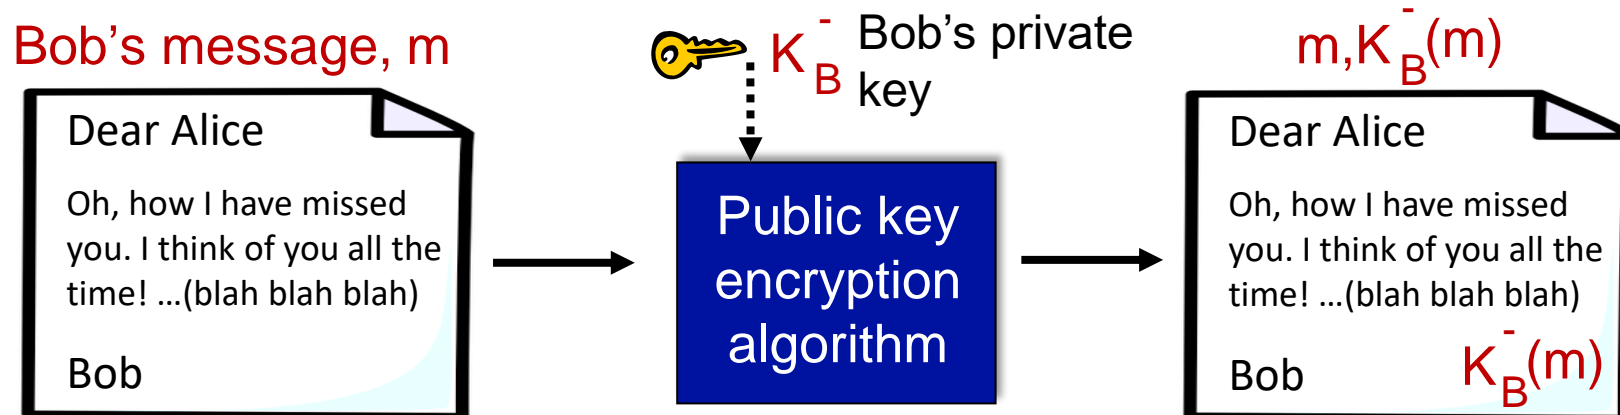 Bob’s message, m
Dear Alice
Oh, how I have missed
you. I think of you all the
time! ...(blah blah blah)
Bob
K_B^- Bob’s private
key
Public key
encryption
algorithm
m,K_B^-(m)
Dear Alice
Oh, how I have missed
you. I think of you all the
time! ...(blah blah blah)
Bob K_B^-(m)